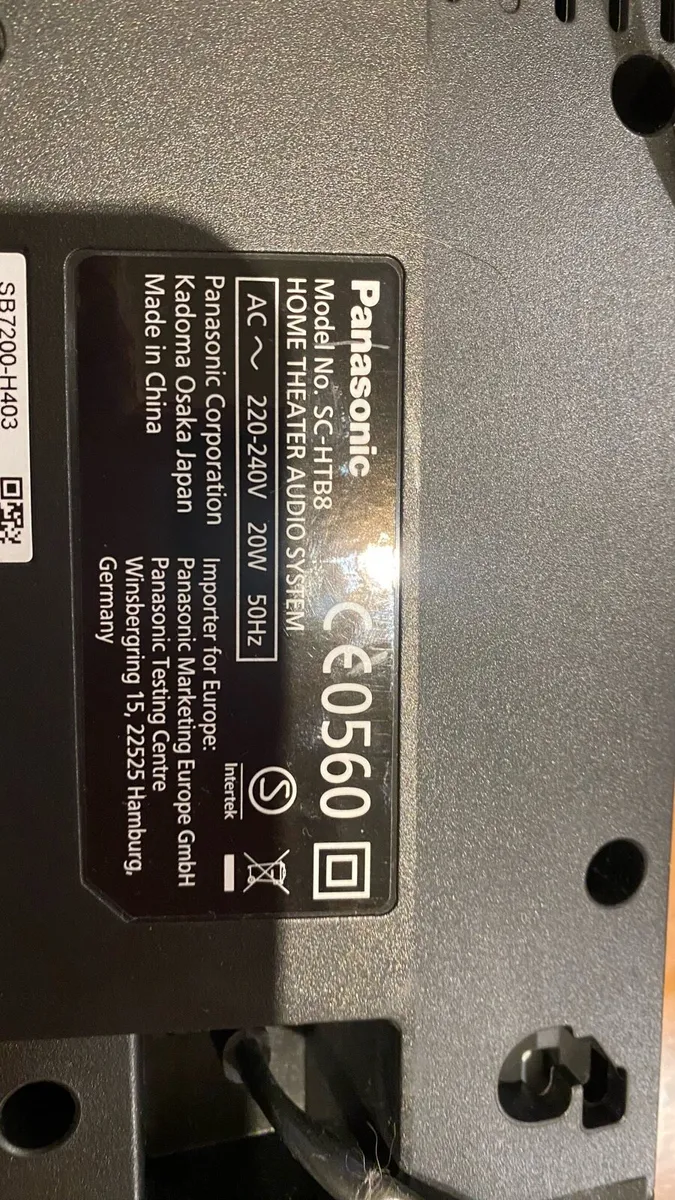 Panasonic
CE0560
Model No. SC-HTB8
HOME THEATER AUDIO SYSTEM
AC ~ 220-240V 20W 50Hz
Intertek
Panasonic Corporation
Kadoma Osaka Japan
Made in China
Importer for Europe:
Panasonic Marketing Europe GmbH
Panasonic Testing Centre
Winsbergring 15, 22525 Hamburg,
Germany
SB7200-H403